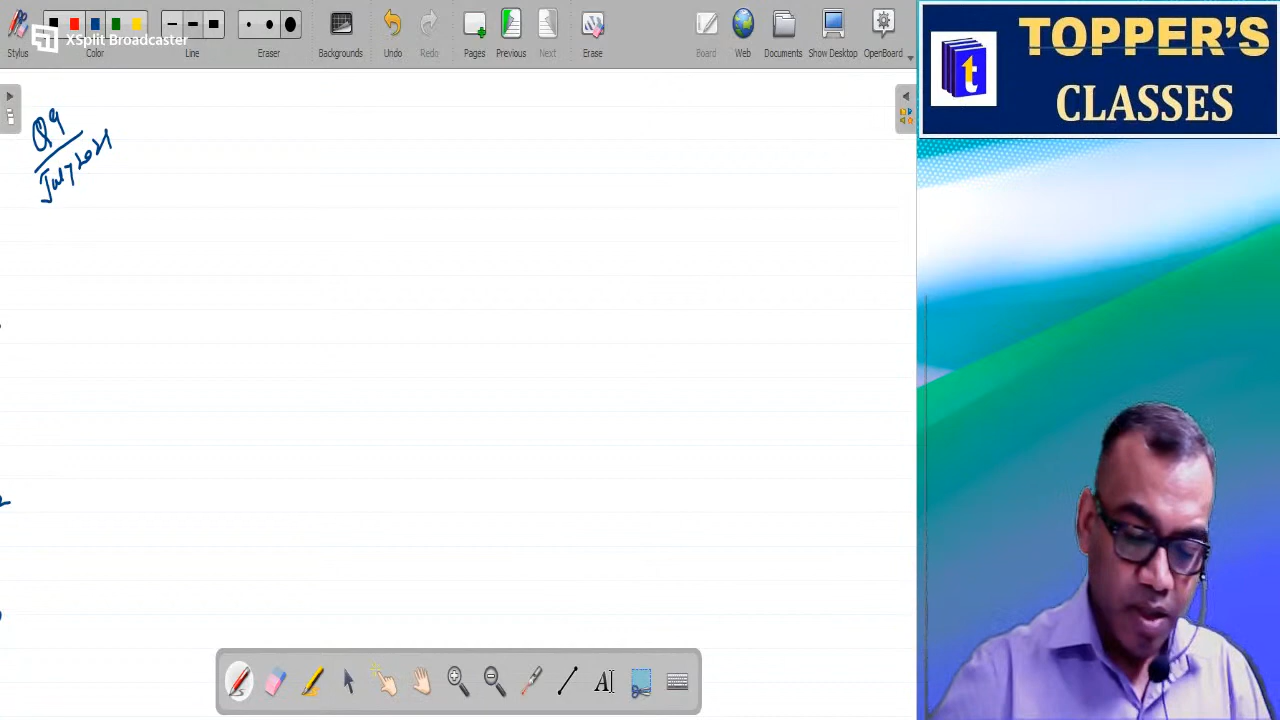 XSplit Broadcaster
Stylus
Color
Line
Eraser
Backgrounds
Undo
Redo
Pages
Previous
Next
Erase
Board
Web
Documents
Show Desktop
OpenBoard
TOPPER'S
CLASSES
t
Q9
July 2021
A